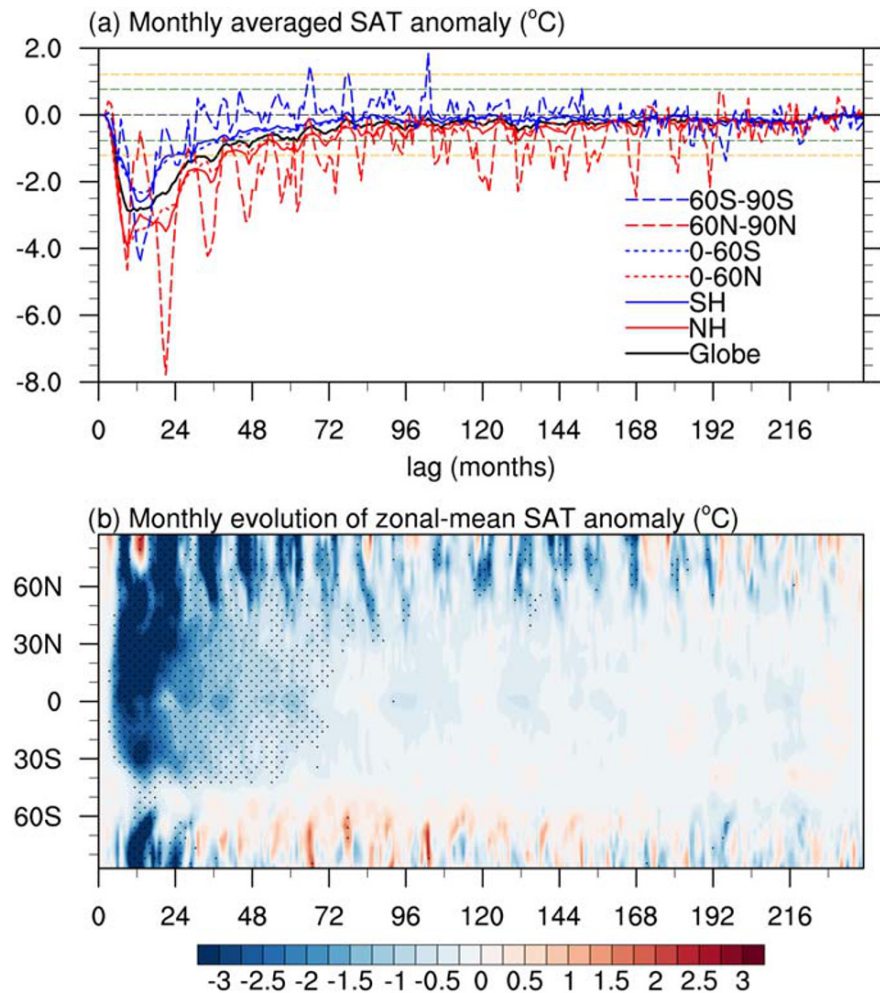 (a) Monthly averaged SAT anomaly (°C)
2.0
0.0
-2.0
-4.0
-6.0
-8.0
60S-90S
60N-90N
0-60S
0-60N
SH
NH
Globe
0 24 48 72 96 120 144 168 192 216
lag (months)
(b) Monthly evolution of zonal-mean SAT anomaly (°C)
60N
30N
0
30S
60S
0 24 48 72 96 120 144 168 192 216
-3 -2.5 -2 -1.5 -1 -0.5 0 0.5 1 1.5 2 2.5 3